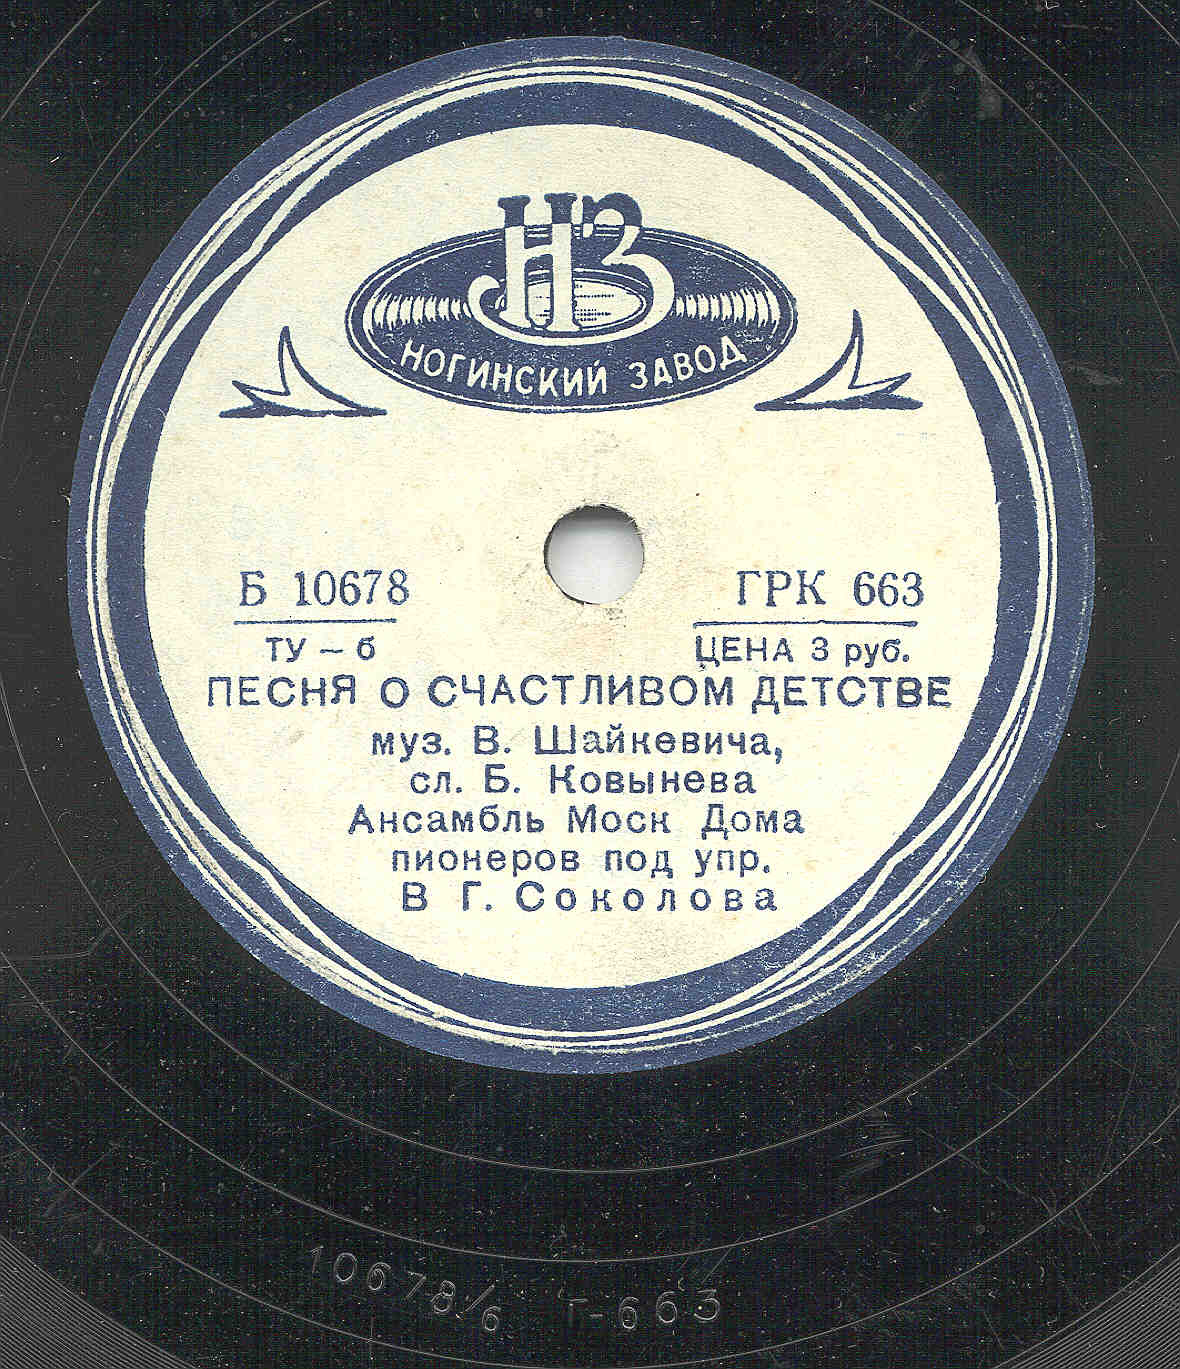 НЗ
НОГИНСКИЙ ЗАВОД
Б 10678 ГРК 663
ТУ – б ЦЕНА 3 руб.
ПЕСНЯ О СЧАСТЛИВОМ ДЕТСТВЕ
муз. В. Шайкевича,
сл. Б. Ковынева
Ансамбль Моск Дома
пионеров под упр.
В Г. Соколова
10678/6 Г-663